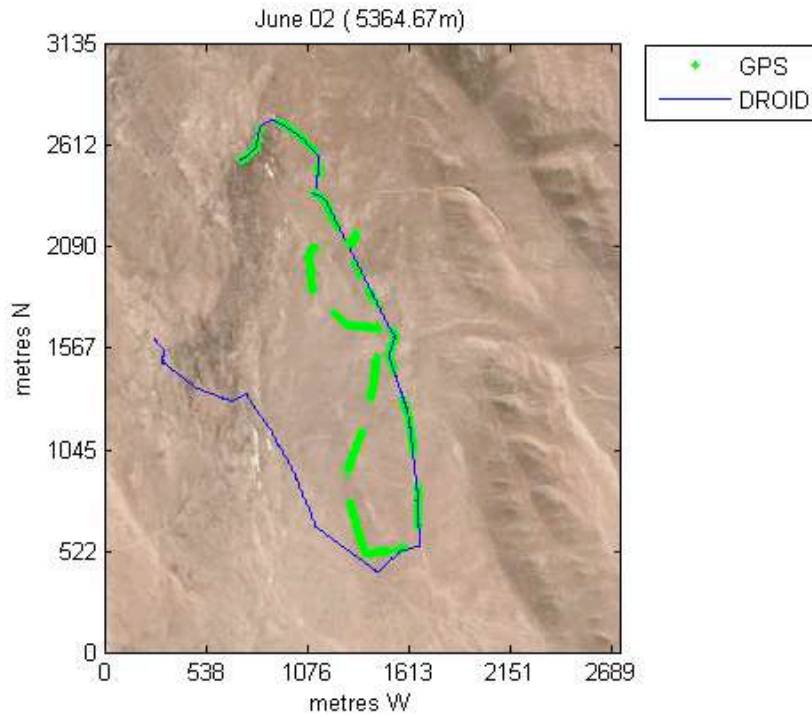 June 02 ( 5364.67m)
3135
2612
2090
1567
1045
522
0
metres N
0 538 1076 1613 2151 2689
metres W
GPS
DROID